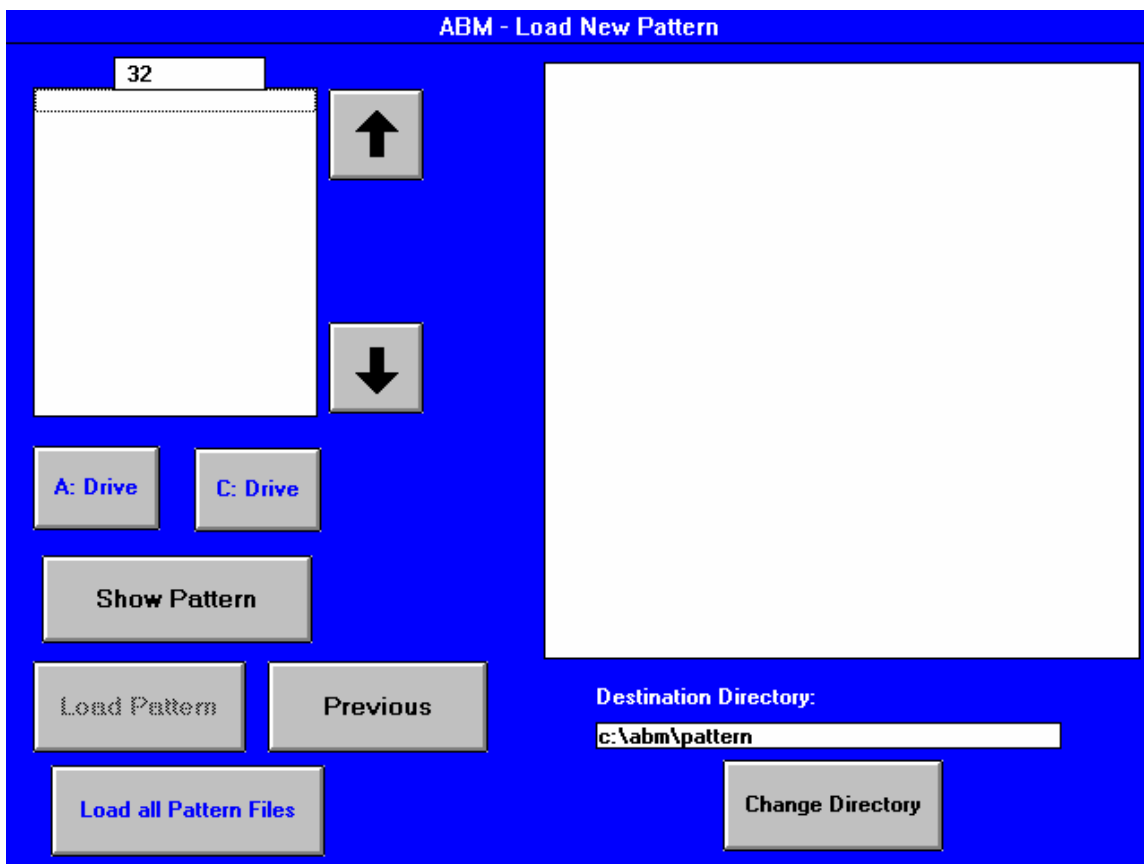 ABM - Load New Pattern
32
A: Drive
C: Drive
Show Pattern
Load Pattern
Previous
Load all Pattern Files
Destination Directory:
c:\abm\pattern
Change Directory